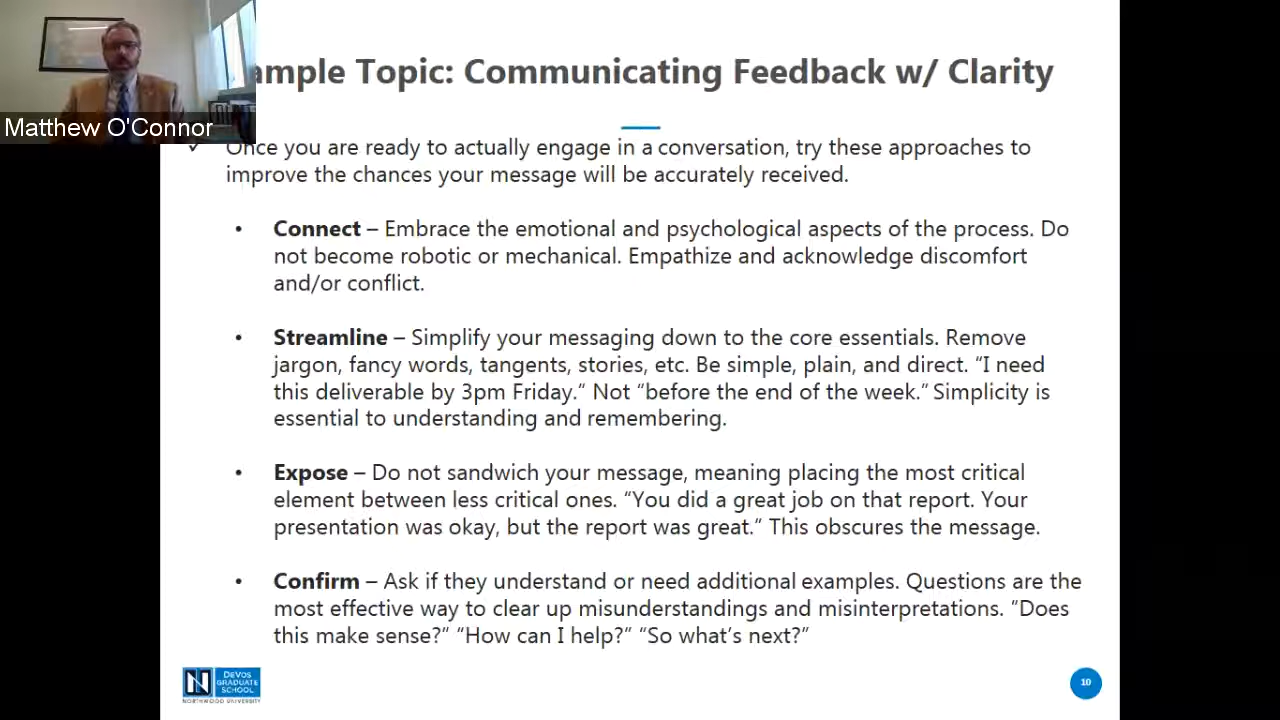 ample Topic: Communicating Feedback w/ Clarity
Matthew O'Connor
✓ Once you are ready to actually engage in a conversation, try these approaches to
improve the chances your message will be accurately received.
• Connect – Embrace the emotional and psychological aspects of the process. Do
not become robotic or mechanical. Empathize and acknowledge discomfort
and/or conflict.
• Streamline – Simplify your messaging down to the core essentials. Remove
jargon, fancy words, tangents, stories, etc. Be simple, plain, and direct. “I need
this deliverable by 3pm Friday.” Not “before the end of the week.” Simplicity is
essential to understanding and remembering.
• Expose – Do not sandwich your message, meaning placing the most critical
element between less critical ones. “You did a great job on that report. Your
presentation was okay, but the report was great.” This obscures the message.
• Confirm – Ask if they understand or need additional examples. Questions are the
most effective way to clear up misunderstandings and misinterpretations. “Does
this make sense?” “How can I help?” “So what’s next?”
N DEVOS
GRADUATE
SCHOOL
NORTHWOOD UNIVERSITY
10